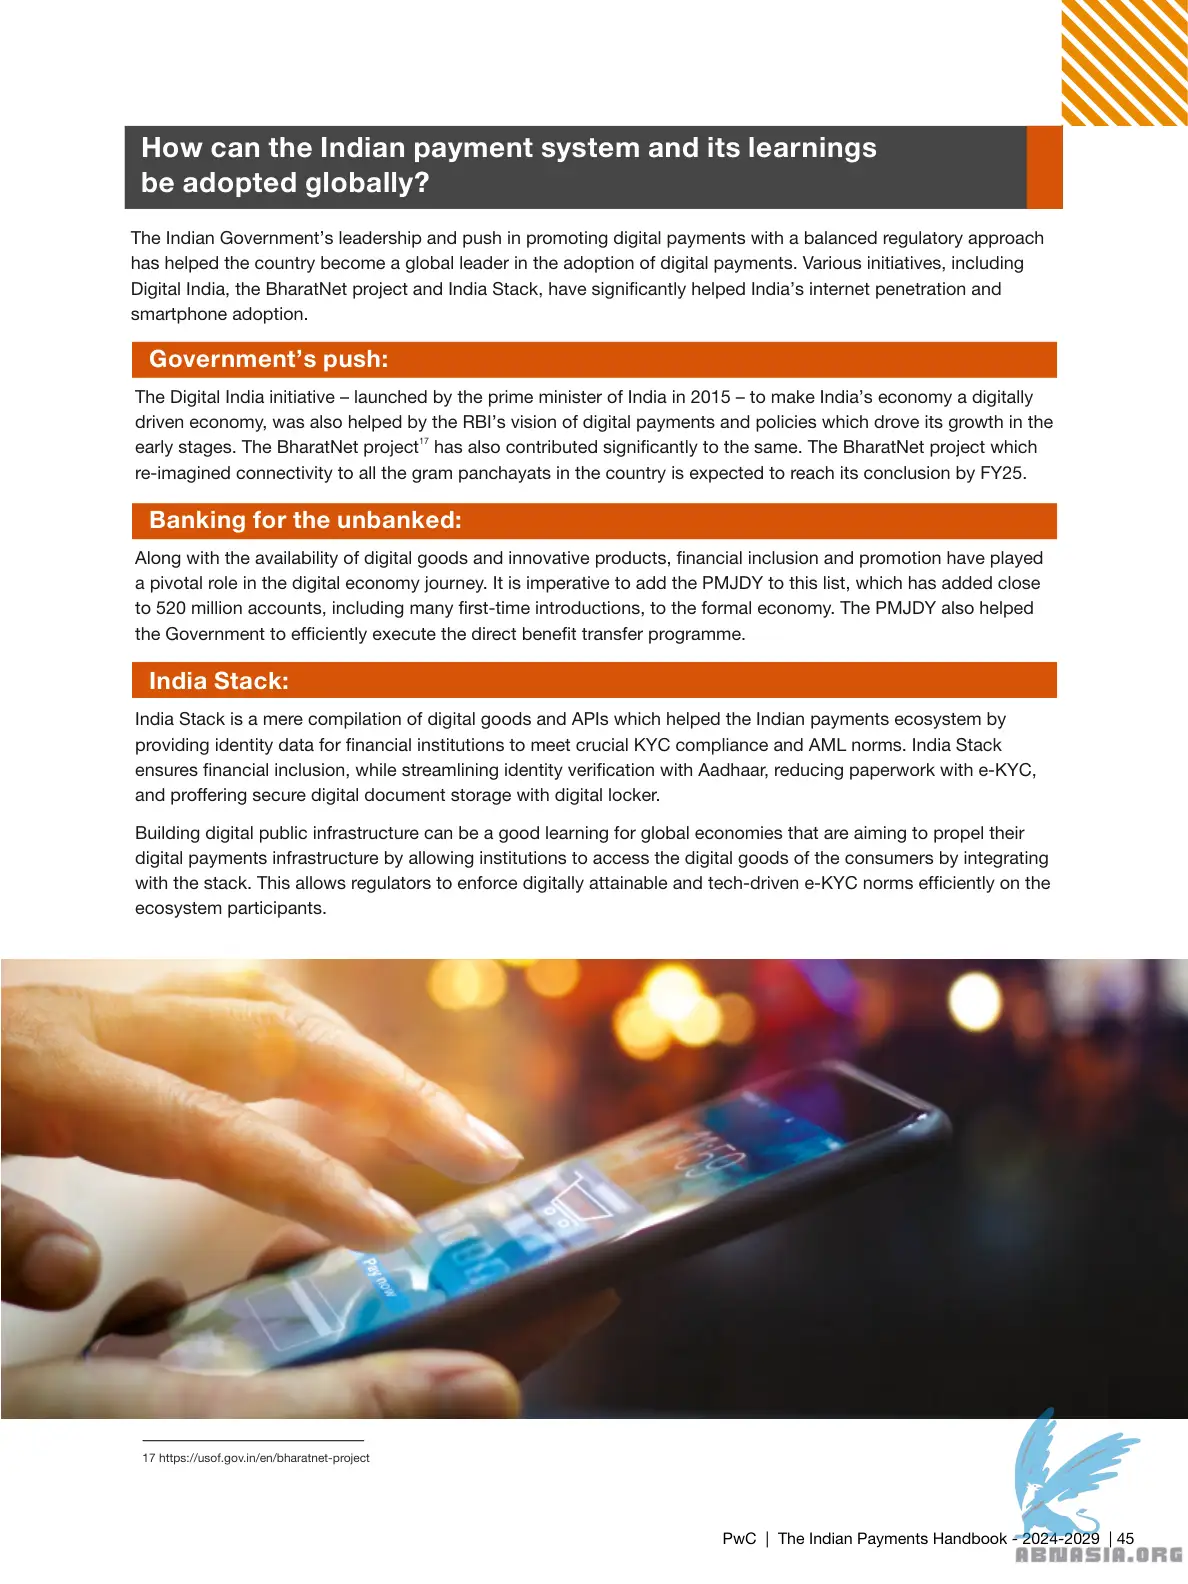 How can the Indian payment system and its learnings
be adopted globally?
The Indian Government's leadership and push in promoting digital payments with a balanced regulatory approach
has helped the country become a global leader in the adoption of digital payments. Various initiatives, including
Digital India, the BharatNet project and India Stack, have significantly helped India's internet penetration and
smartphone adoption.
Government's push:
The Digital India initiative – launched by the prime minister of India in 2015 – to make India's economy a digitally
driven economy, was also helped by the RBI's vision of digital payments and policies which drove its growth in the
early stages. The BharatNet project17 has also contributed significantly to the same. The BharatNet project which
re-imagined connectivity to all the gram panchayats in the country is expected to reach its conclusion by FY25.
Banking for the unbanked:
Along with the availability of digital goods and innovative products, financial inclusion and promotion have played
a pivotal role in the digital economy journey. It is imperative to add the PMJDY to this list, which has added close
to 520 million accounts, including many first-time introductions, to the formal economy. The PMJDY also helped
the Government to efficiently execute the direct benefit transfer programme.
India Stack:
India Stack is a mere compilation of digital goods and APIs which helped the Indian payments ecosystem by
providing identity data for financial institutions to meet crucial KYC compliance and AML norms. India Stack
ensures financial inclusion, while streamlining identity verification with Aadhaar, reducing paperwork with e-KYC,
and proffering secure digital document storage with digital locker.
Building digital public infrastructure can be a good learning for global economies that are aiming to propel their
digital payments infrastructure by allowing institutions to access the digital goods of the consumers by integrating
with the stack. This allows regulators to enforce digitally attainable and tech-driven e-KYC norms efficiently on the
ecosystem participants.
11:59
Pay now
17 https://usof.gov.in/en/bharatnet-project
PwC | The Indian Payments Handbook - 2024-2029 | 45
ABMASIA.ORG